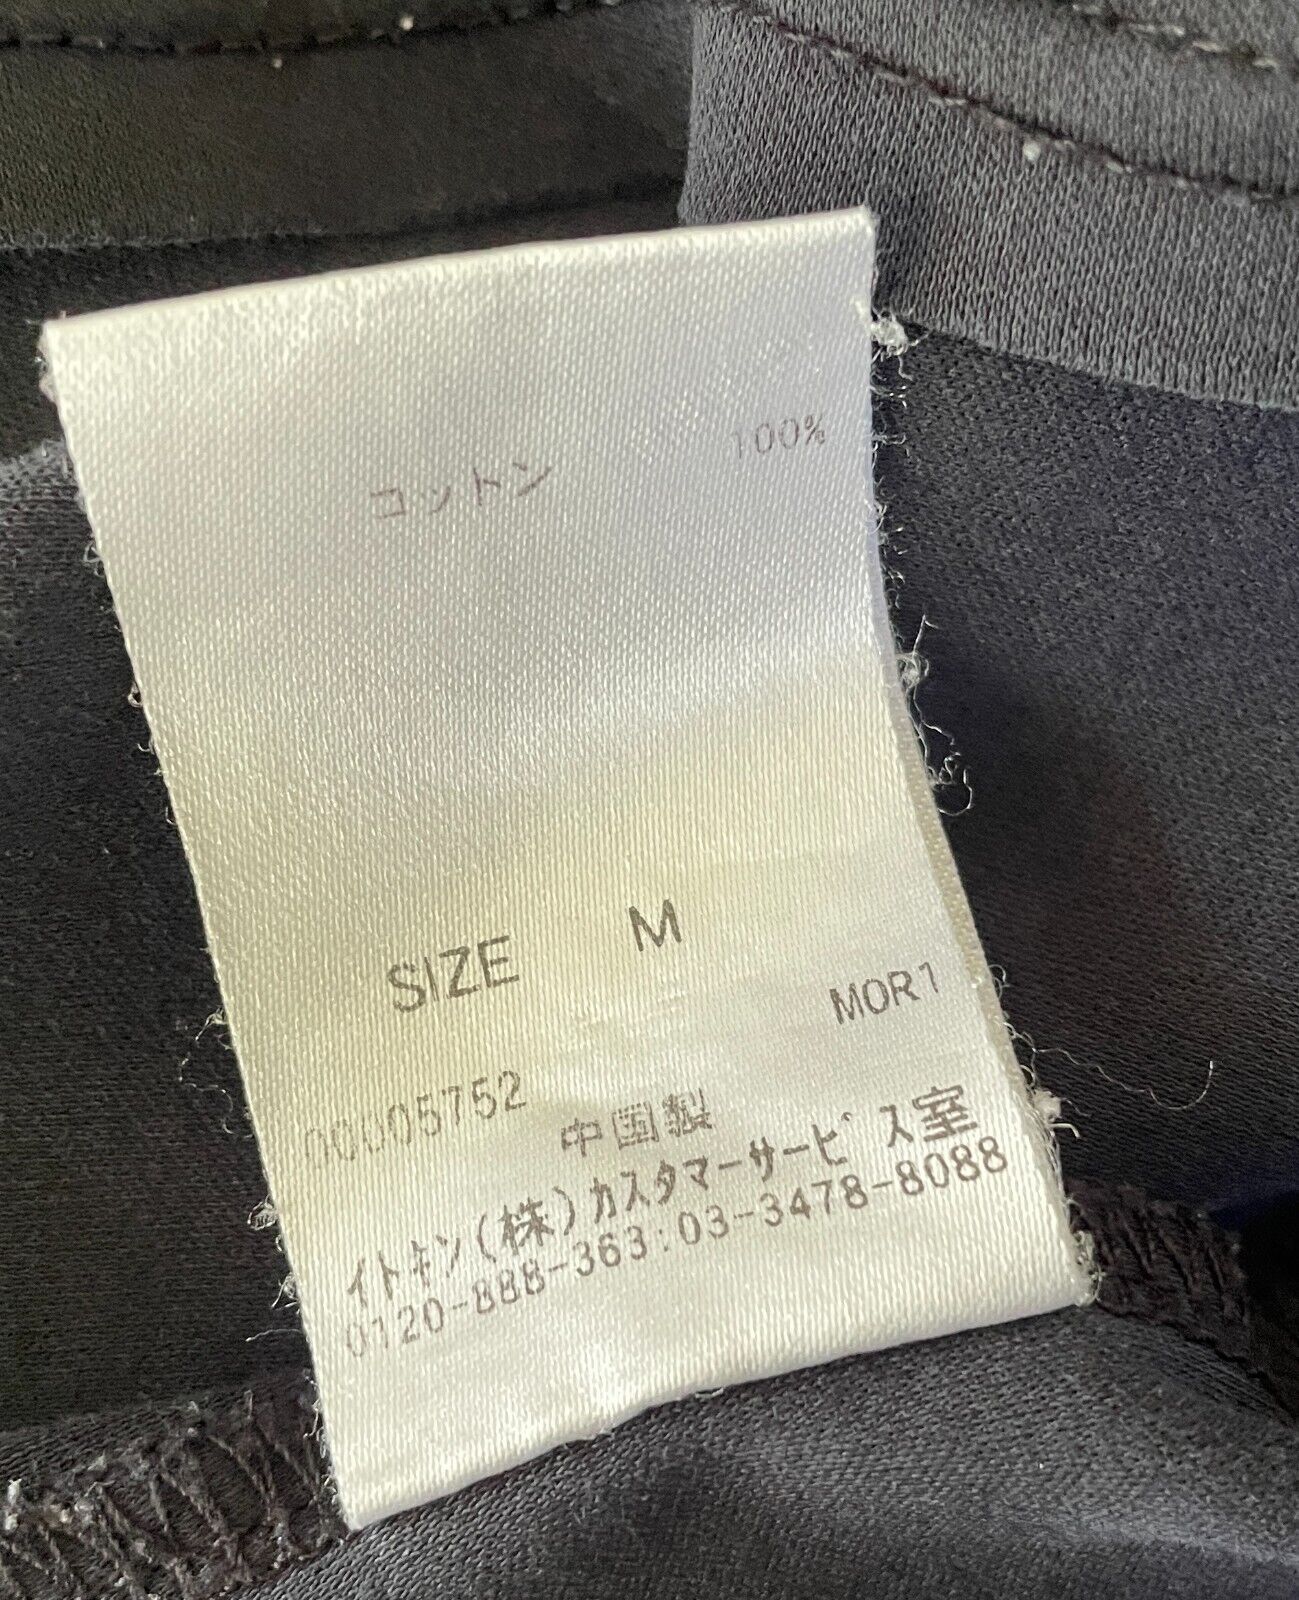 コットン 100%
SIZE M
MOR1
00005752 中国製
イトキン(株)カスタマーサービス室
0120-888-363:03-3478-8088